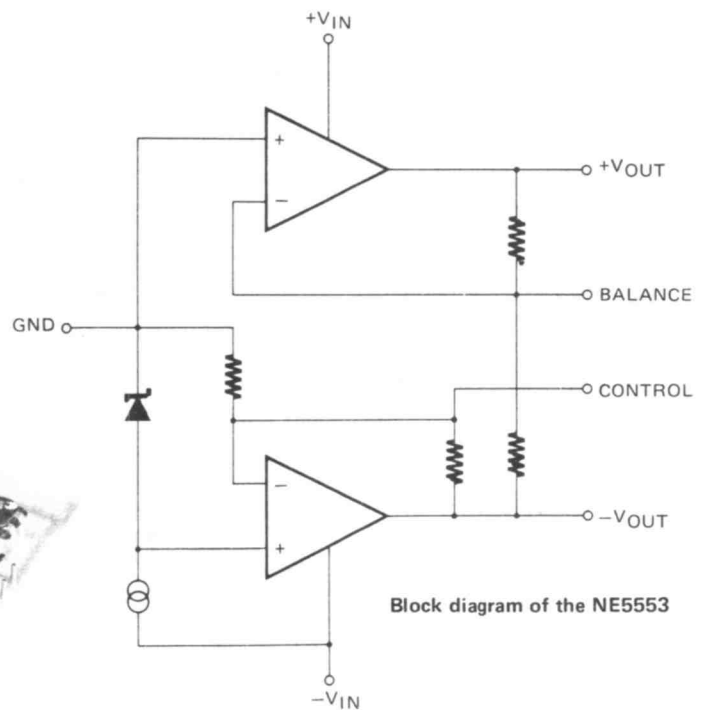 +VIN
+
−
+VOUT
BALANCE
GND
CONTROL
−
+
−VOUT
Block diagram of the NE5553
−VIN